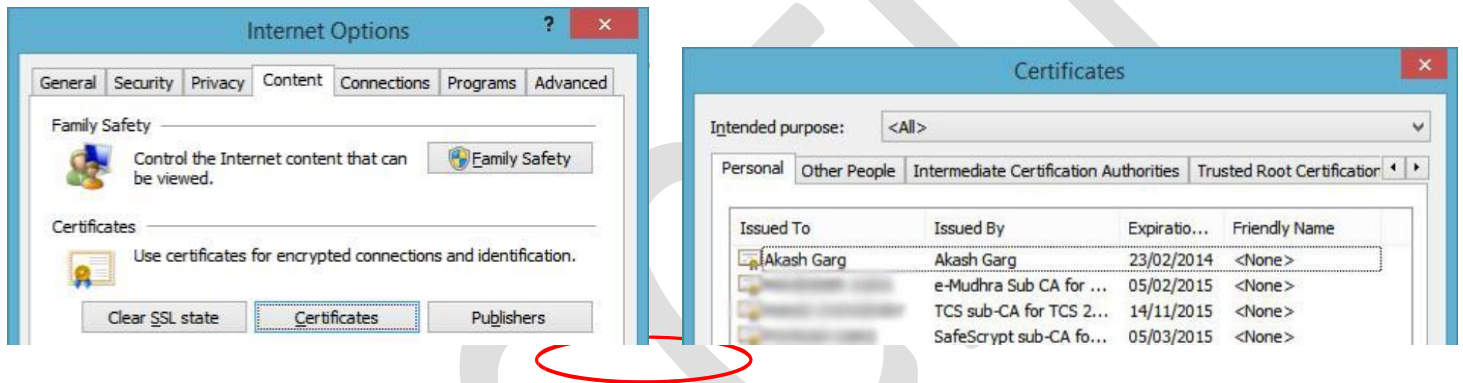 Internet Options
?
×
General Security Privacy Content Connections Programs Advanced
Family Safety
Control the Internet content that can
be viewed.
Family Safety
Certificates
Use certificates for encrypted connections and identification.
Clear SSL state Certificates Publishers
Certificates
×
Intended purpose: <All>
Personal Other People Intermediate Certification Authorities Trusted Root Certification
Issued To Issued By Expiratio... Friendly Name
Akash Garg Akash Garg 23/02/2014 <None>
e-Mudhra Sub CA for ... 05/02/2015 <None>
TCS sub-CA for TCS 2... 14/11/2015 <None>
SafeScrypt sub-CA fo... 05/03/2015 <None>